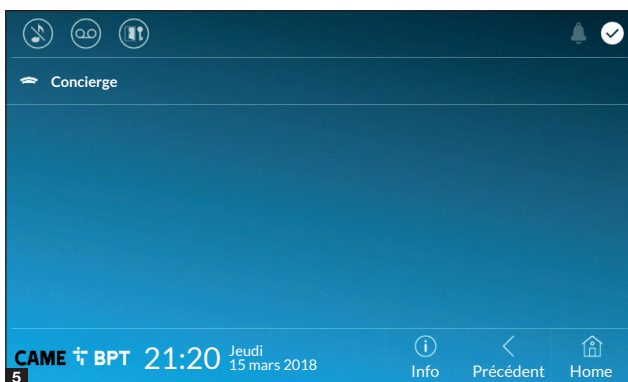 Concierge
CAME BPT 21:20 Jeudi
15 mars 2018
Info Précédent Home
5